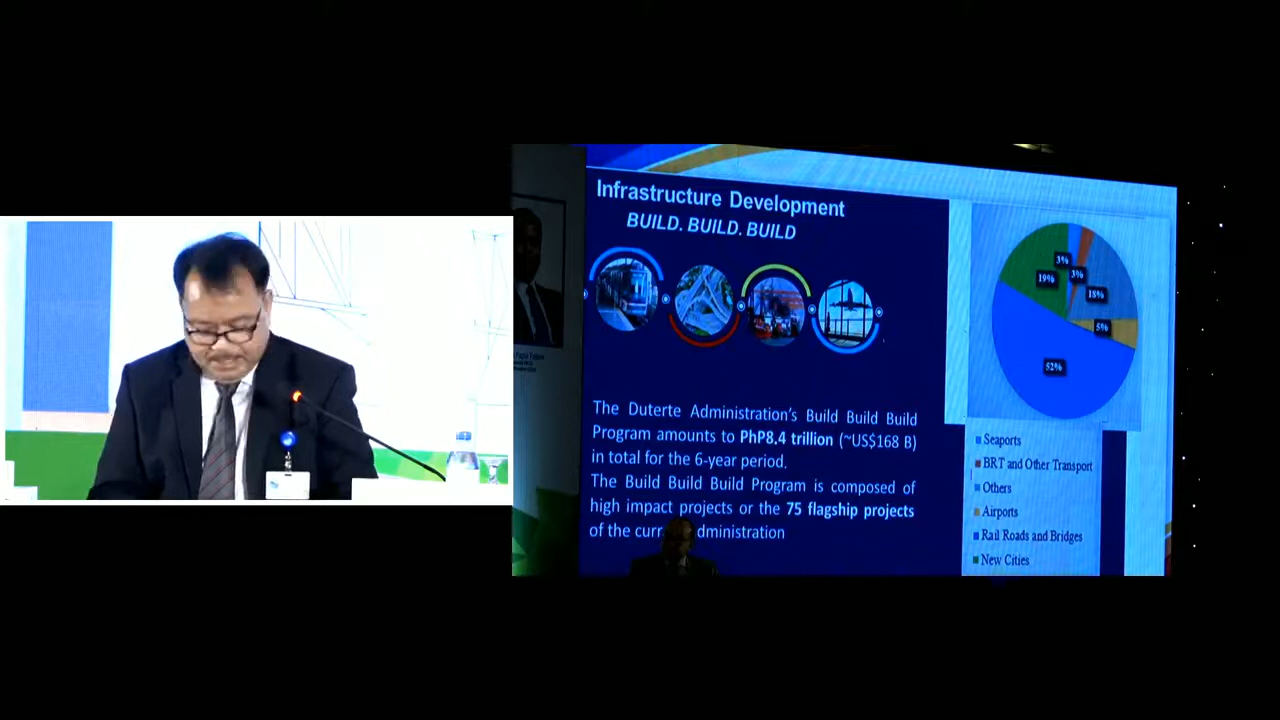 Infrastructure Development
BUILD. BUILD. BUILD
The Duterte Administration's Build Build Build
Program amounts to PhP8.4 trillion (~US$168 B)
in total for the 6-year period.
The Build Build Build Program is composed of
high impact projects or the 75 flagship projects
of the dministration
3%
3%
19%
18%
5%
52%
Seaports
BRT and Other Transport
Others
Airports
Rail Roads and Bridges
New Cities